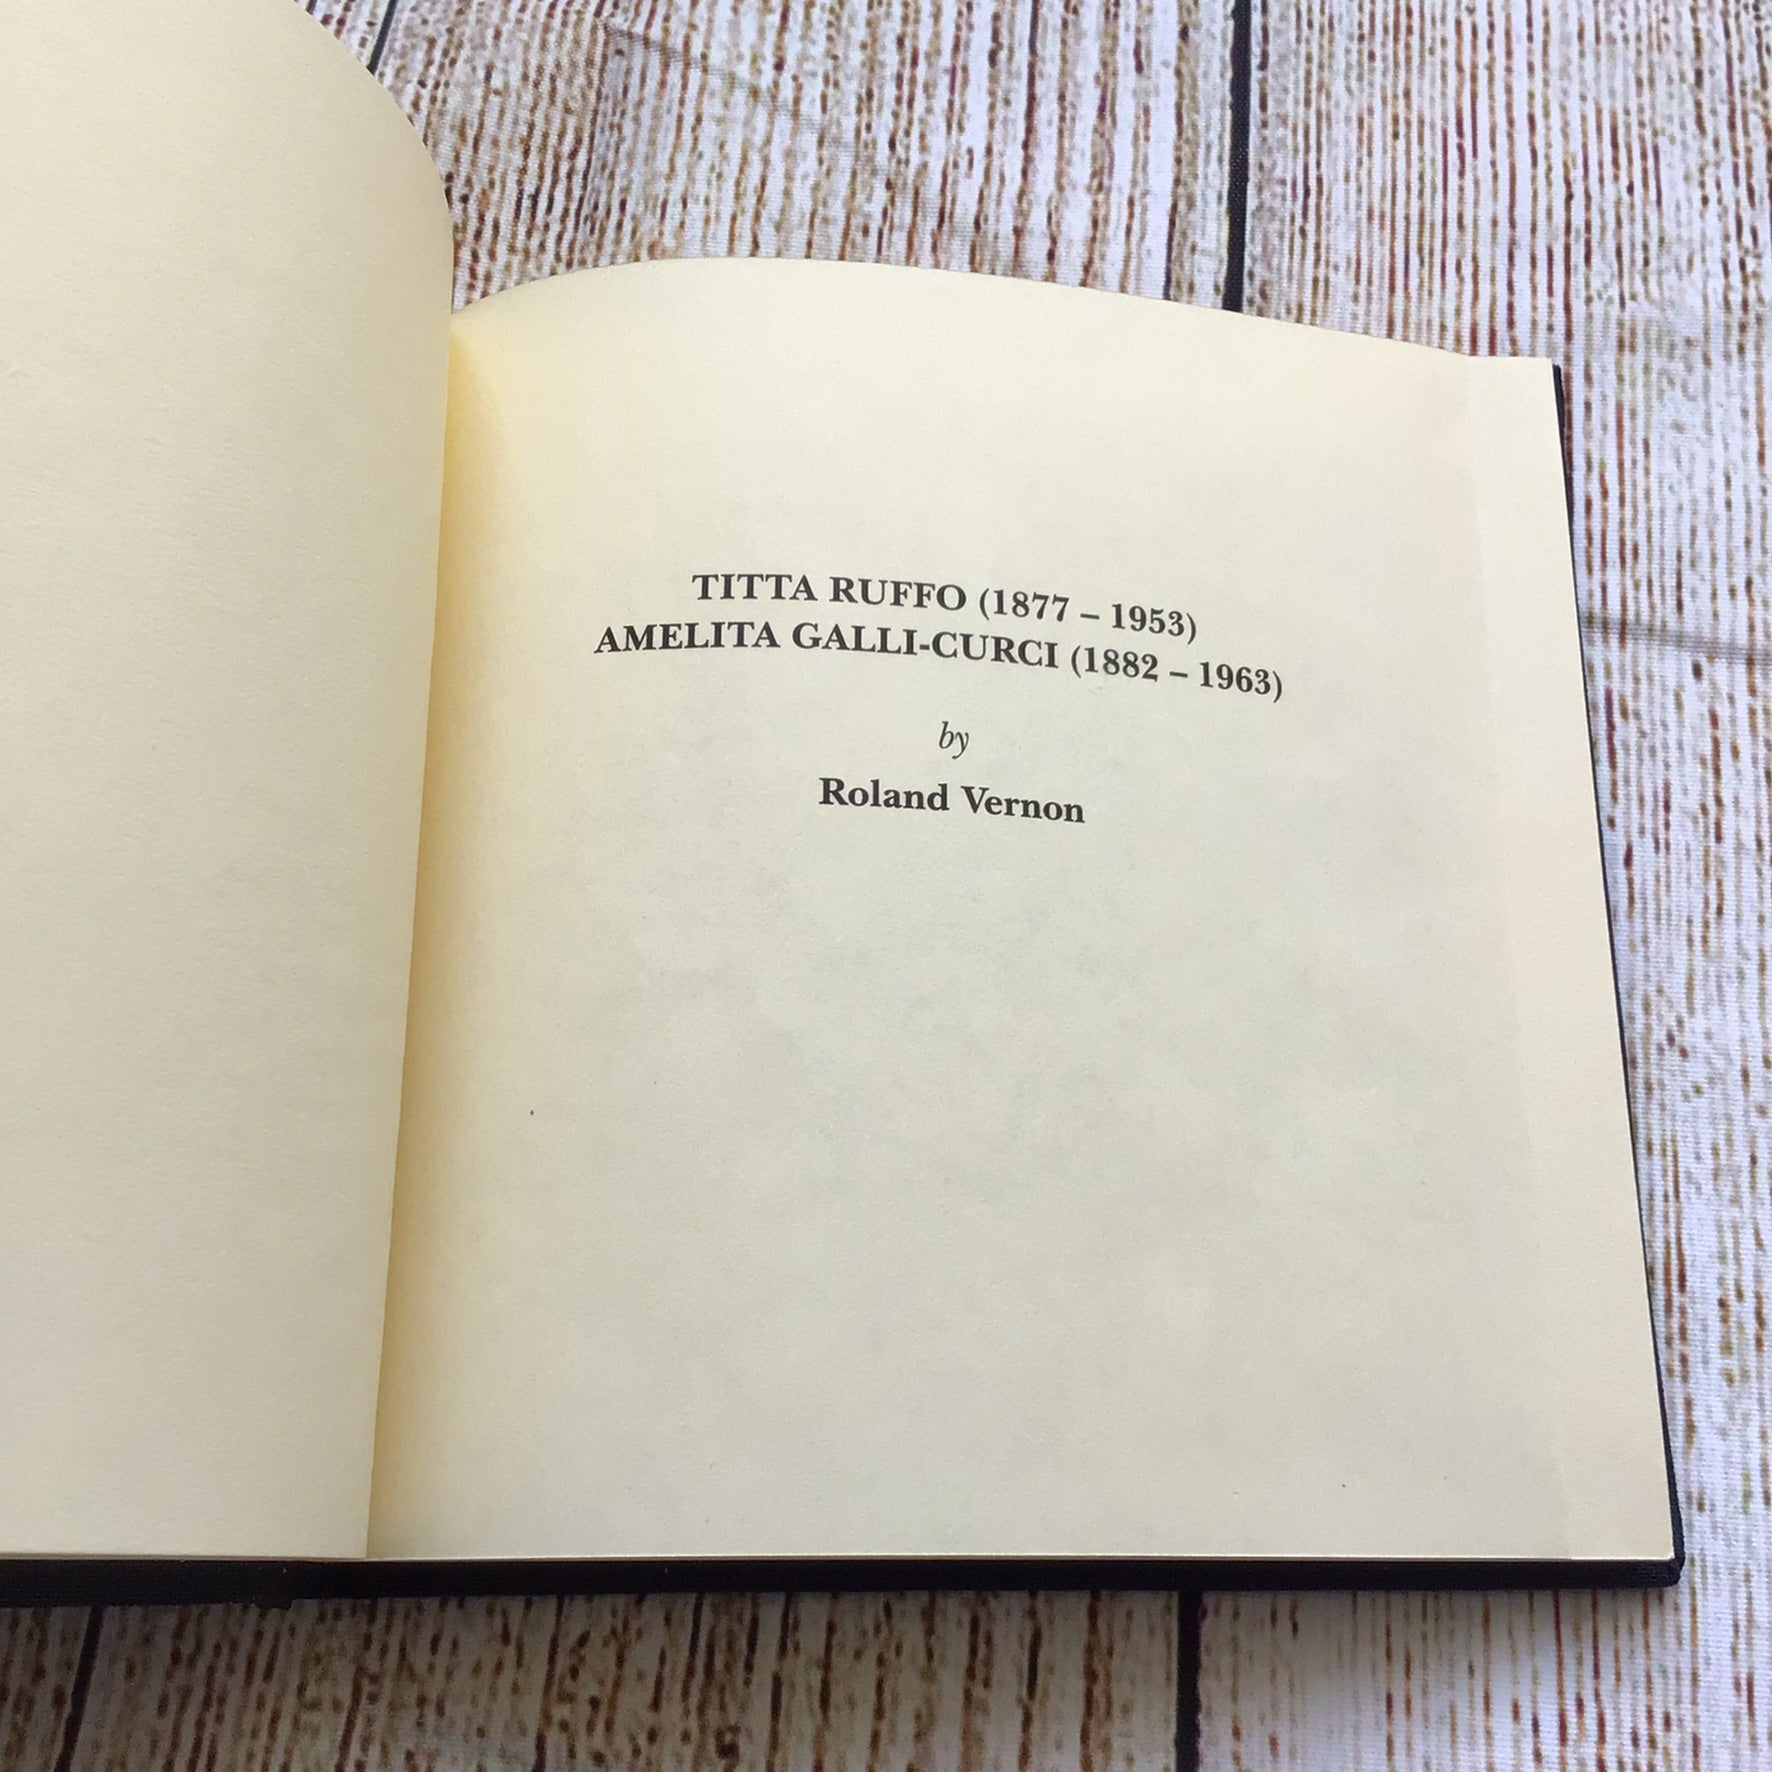 TITTA RUFFO (1877 – 1953)
AMELITA GALLI-CURCI (1882 – 1963)
by
Roland Vernon